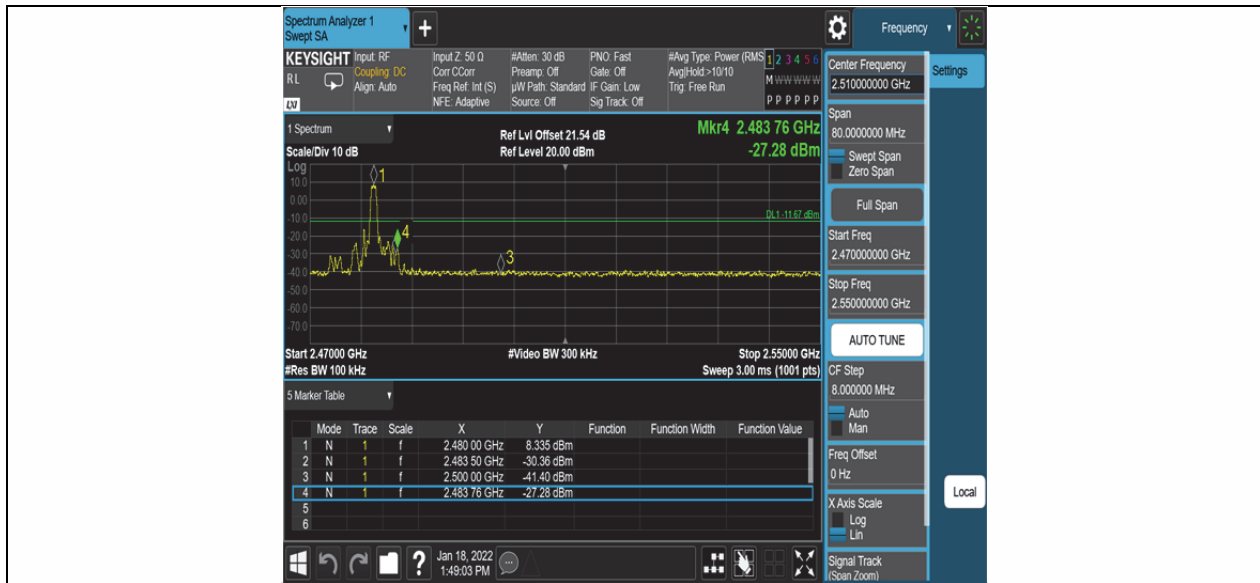 Spectrum Analyzer 1
Swept SA
+
Frequency
KEYSIGHT
RL
LXI
Input: RF
Coupling: DC
Align: Auto
Input Z: 50 Ω
Corr CCorr
Freq Ref: Int (S)
NFE: Adaptive
#Atten: 30 dB
Preamp: Off
µW Path: Standard
Source: Off
PNO: Fast
Gate: Off
IF Gain: Low
Sig Track: Off
#Avg Type: Power (RMS
Avg|Hold:>10/10
Trig: Free Run
1 2 3 4 5 6
M W W W W W
P P P P P P
1 Spectrum
Scale/Div 10 dB
Ref Lvl Offset 21.54 dB
Ref Level 20.00 dBm
Mkr4 2.483 76 GHz
-27.28 dBm
Log
10.0
0.00
-10.0
-20.0
-30.0
-40.0
-50.0
-60.0
-70.0
1
4
3
DL1 -11.67 dBm
Start 2.47000 GHz
#Video BW 300 kHz
Stop 2.55000 GHz
#Res BW 100 kHz
Sweep 3.00 ms (1001 pts)
5 Marker Table
Mode Trace Scale X Y Function Function Width Function Value
1 N 1 f 2.480 00 GHz 8.335 dBm
2 N 1 f 2.483 50 GHz -30.36 dBm
3 N 1 f 2.500 00 GHz -41.40 dBm
4 N 1 f 2.483 76 GHz -27.28 dBm
5
6
?
Jan 18, 2022
1:49:03 PM
Center Frequency
2.510000000 GHz
Settings
Span
80.0000000 MHz
Swept Span
Zero Span
Full Span
Start Freq
2.470000000 GHz
Stop Freq
2.550000000 GHz
AUTO TUNE
CF Step
8.000000 MHz
Auto
Man
Freq Offset
0 Hz
X Axis Scale
Log
Lin
Local
Signal Track
(Span Zoom)